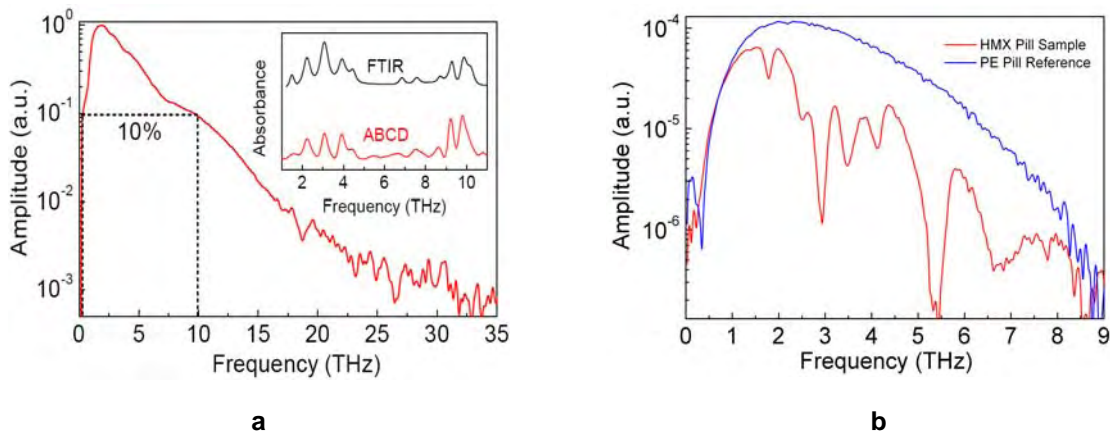 10⁰
10⁻¹
10⁻²
10⁻³
Amplitude (a.u.)
10%
0 5 10 15 20 25 30 35
Frequency (THz)
Absorbance
FTIR
ABCD
2 4 6 8 10
Frequency (THz)
a
10⁻⁴
10⁻⁵
10⁻⁶
Amplitude (a.u.)
HMX Pill Sample
PE Pill Reference
0 1 2 3 4 5 6 7 8 9
Frequency (THz)
b